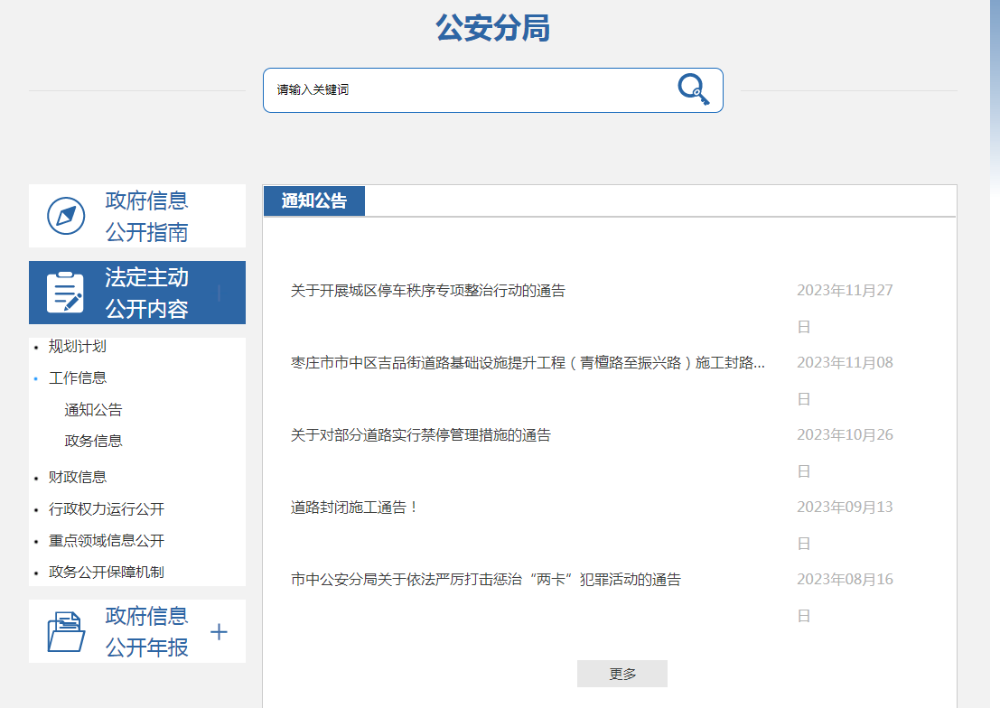 公安分局
请输入关键词
政府信息
公开指南
法定主动
公开内容
规划计划
工作信息
通知公告
政务信息
财政信息
行政权力运行公开
重点领域信息公开
政务公开保障机制
政府信息
公开年报
通知公告
关于开展城区停车秩序专项整治行动的通告 2023年11月27
日
枣庄市市中区吉品街道路基础设施提升工程（青檀路至振兴路）施工封路... 2023年11月08
日
关于对部分道路实行禁停管理措施的通告 2023年10月26
日
道路封闭施工通告！ 2023年09月13
日
市中公安分局关于依法严厉打击惩治“两卡”犯罪活动的通告 2023年08月16
日
更多